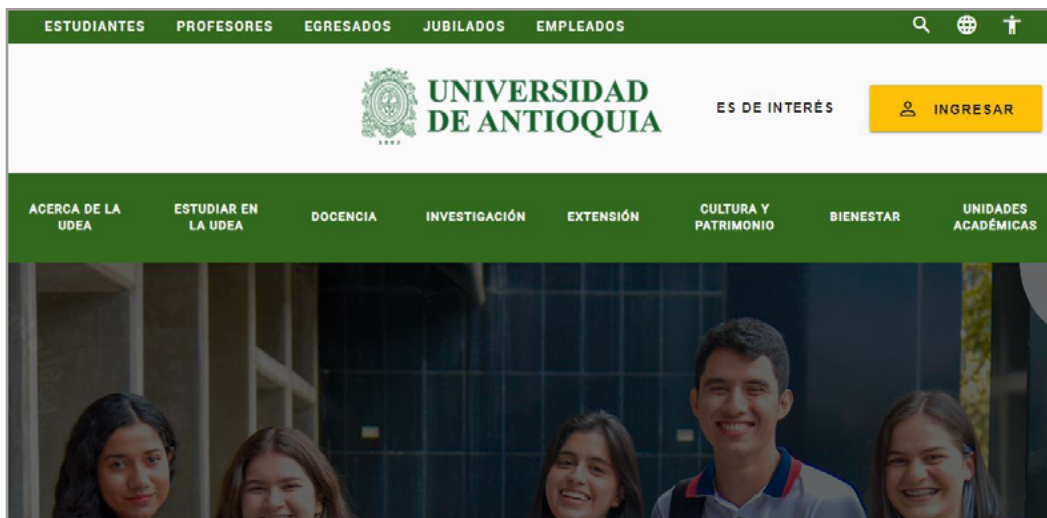 ESTUDIANTES PROFESORES EGRESADOS JUBILADOS EMPLEADOS
UNIVERSIDAD
DE ANTIOQUIA
1803
ES DE INTERÉS
INGRESAR
ACERCA DE LA
UDEA
ESTUDIAR EN
LA UDEA
DOCENCIA
INVESTIGACIÓN
EXTENSIÓN
CULTURA Y
PATRIMONIO
BIENESTAR
UNIDADES
ACADÉMICAS